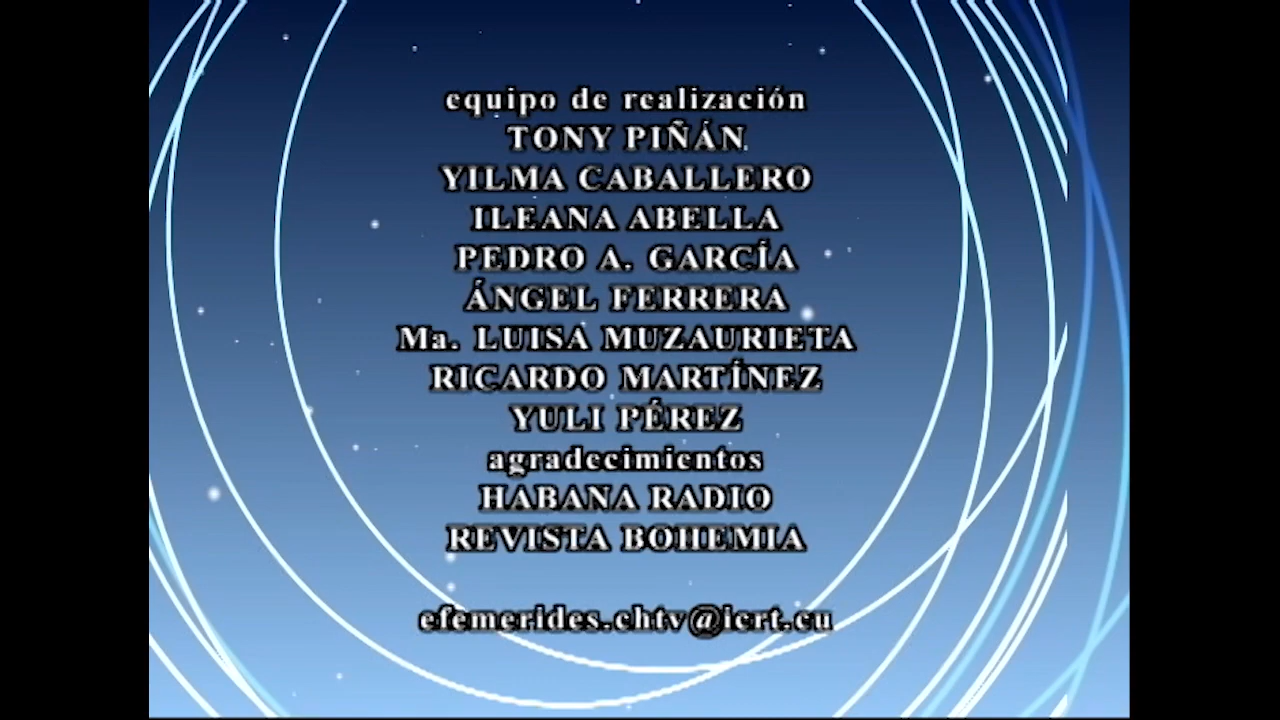 equipo de realización
TONY PIÑÁN
YILMA CABALLERO
ILEANA ABELLA
PEDRO A. GARCÍA
ÁNGEL FERRERA
Ma. LUISA MUZAURIETA
RICARDO MARTÍNEZ
YULI PÉREZ
agradecimientos
HABANA RADIO
REVISTA BOHEMIA
efemerides.chtv@icrt.cu